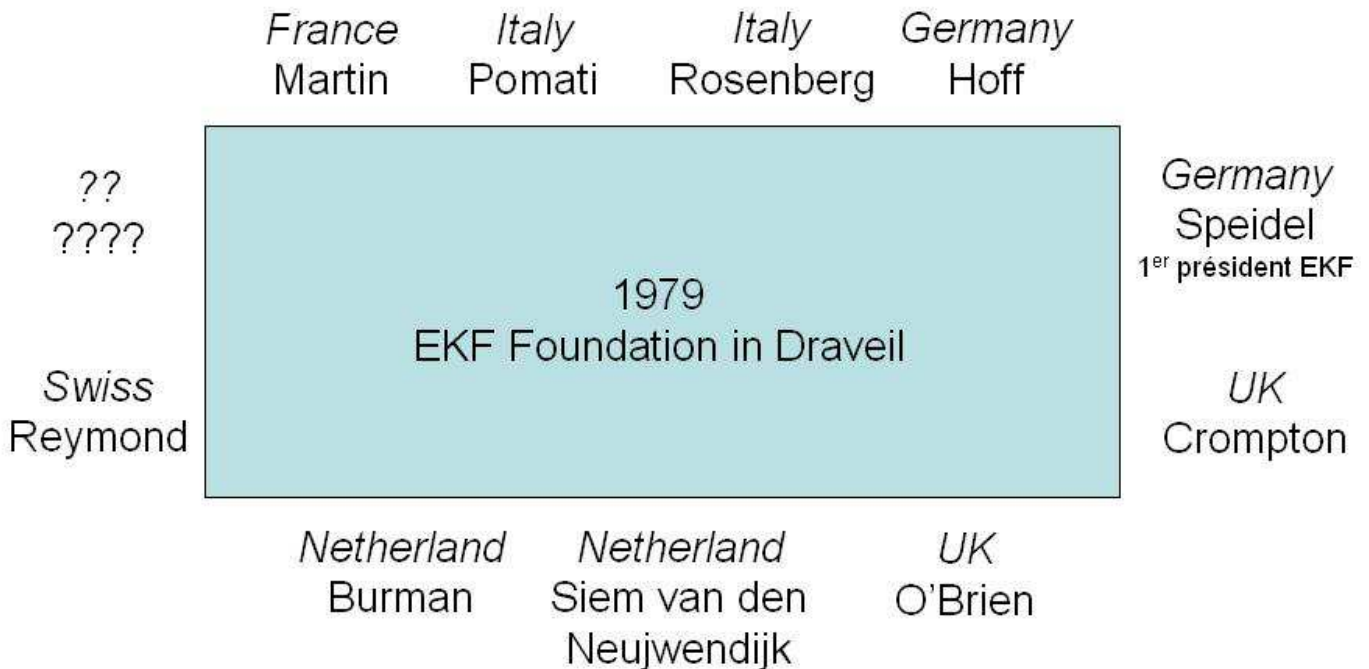 France
Martin
Italy
Pomati
Italy
Rosenberg
Germany
Hoff
??
????
Germany
Speidel
1er président EKF
1979
EKF Foundation in Draveil
Swiss
Reymond
UK
Crompton
Netherland
Burman
Netherland
Siem van den
Neujwendijk
UK
O'Brien